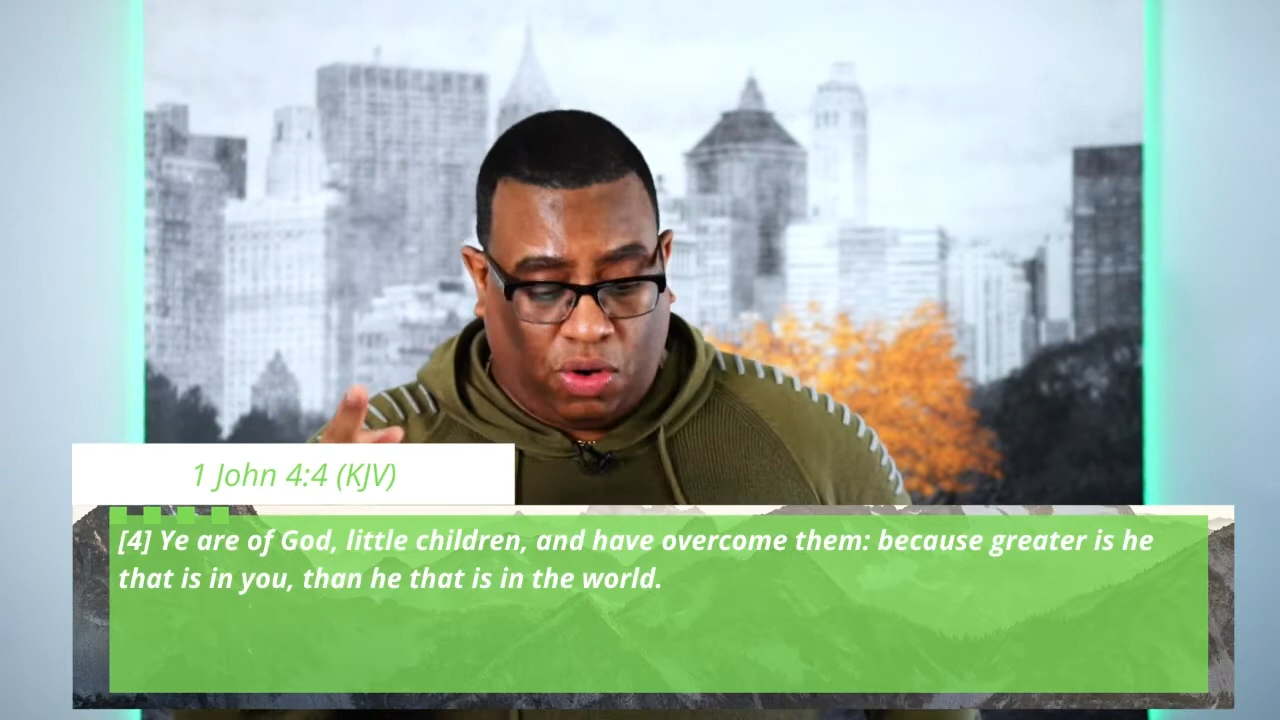 1 John 4:4 (KJV)
[4] Ye are of God, little children, and have overcome them: because greater is he
that is in you, than he that is in the world.